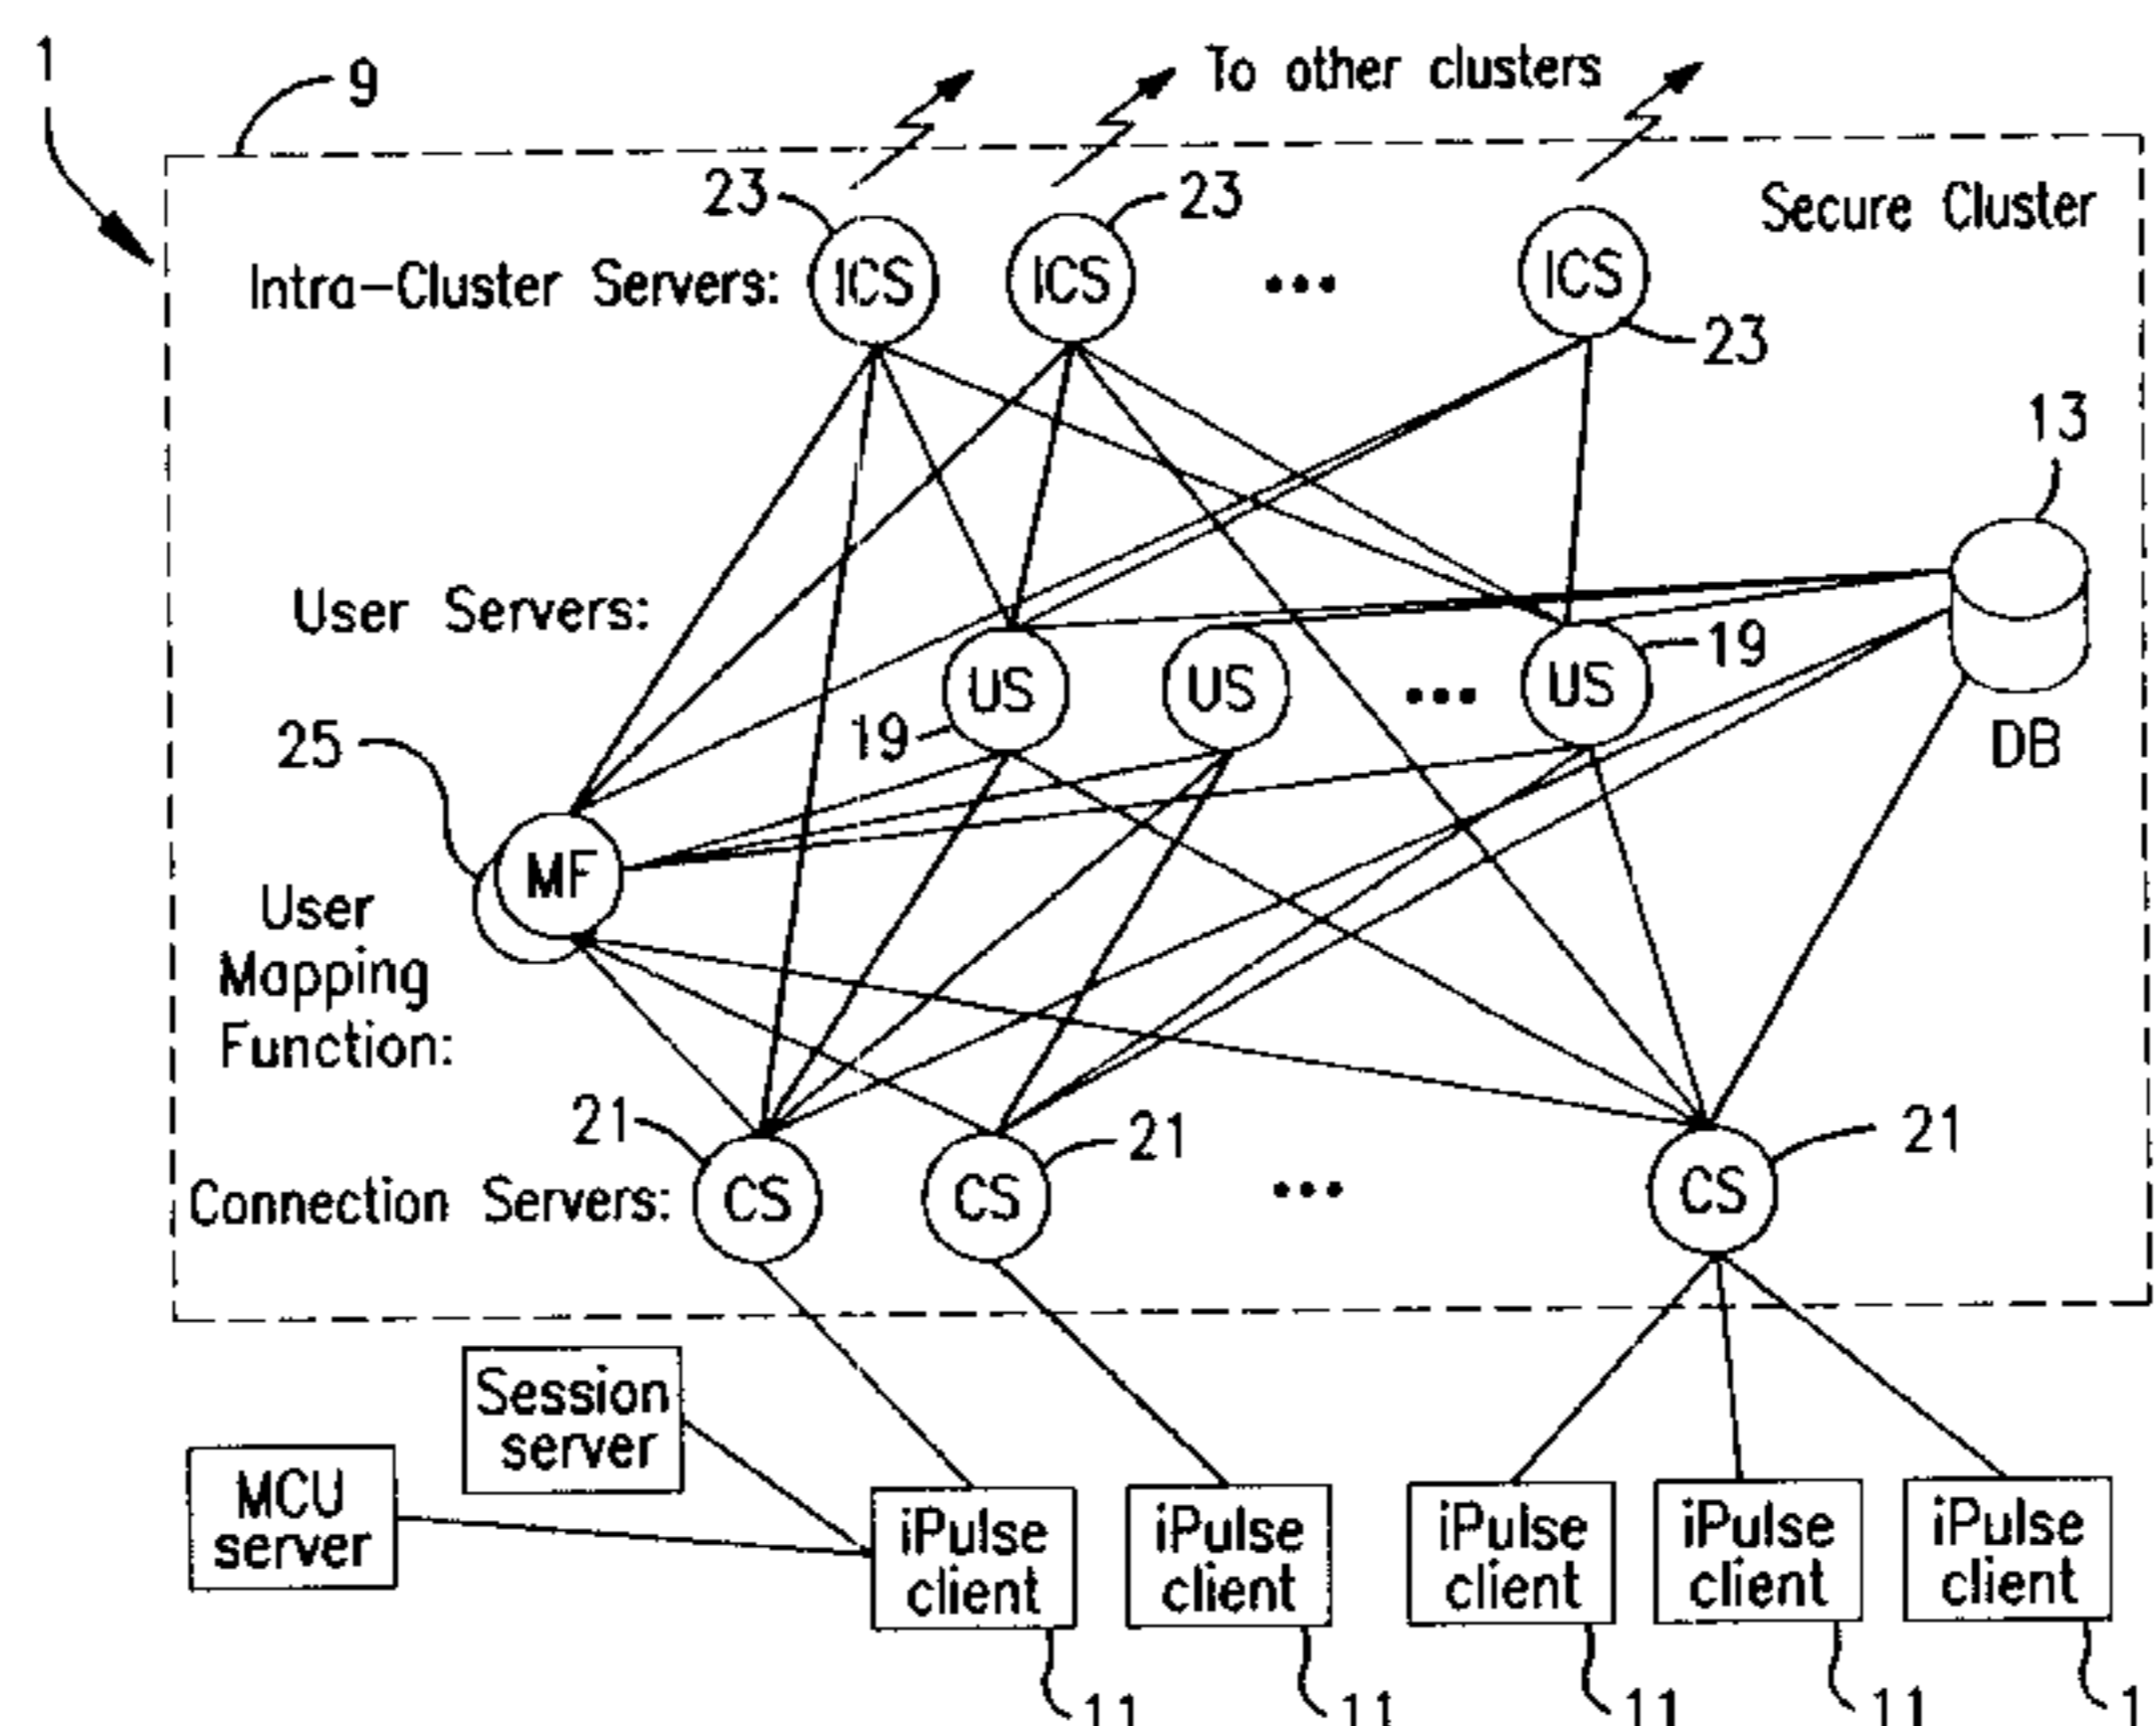 1
9
To other clusters
Secure Cluster
23
23
Intra-Cluster Servers:
ICS
ICS
•••
ICS
23
13
User Servers:
19
US
US
•••
US
19
DB
25
MF
User
Mapping
Function:
21
21
21
Connection Servers:
CS
CS
•••
CS
Session
server
MCU
server
iPulse
client
iPulse
client
iPulse
client
iPulse
client
iPulse
client
11
11
11
11
1